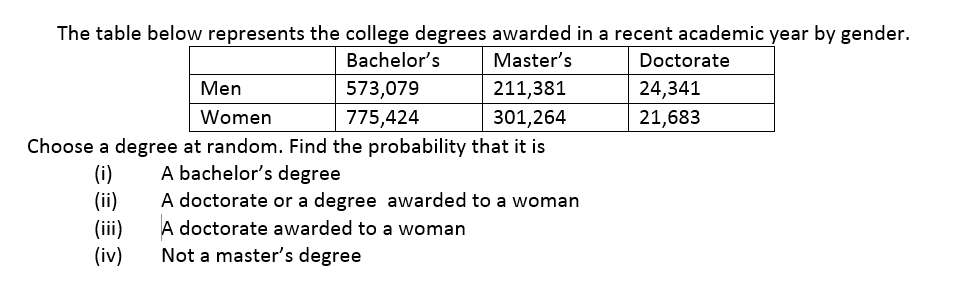 The table below represents the college degrees awarded in a recent academic year by gender.
Bachelor's Master's Doctorate
Men 573,079 211,381 24,341
Women 775,424 301,264 21,683
Choose a degree at random. Find the probability that it is
(i) A bachelor's degree
(ii) A doctorate or a degree awarded to a woman
(iii) A doctorate awarded to a woman
(iv) Not a master's degree